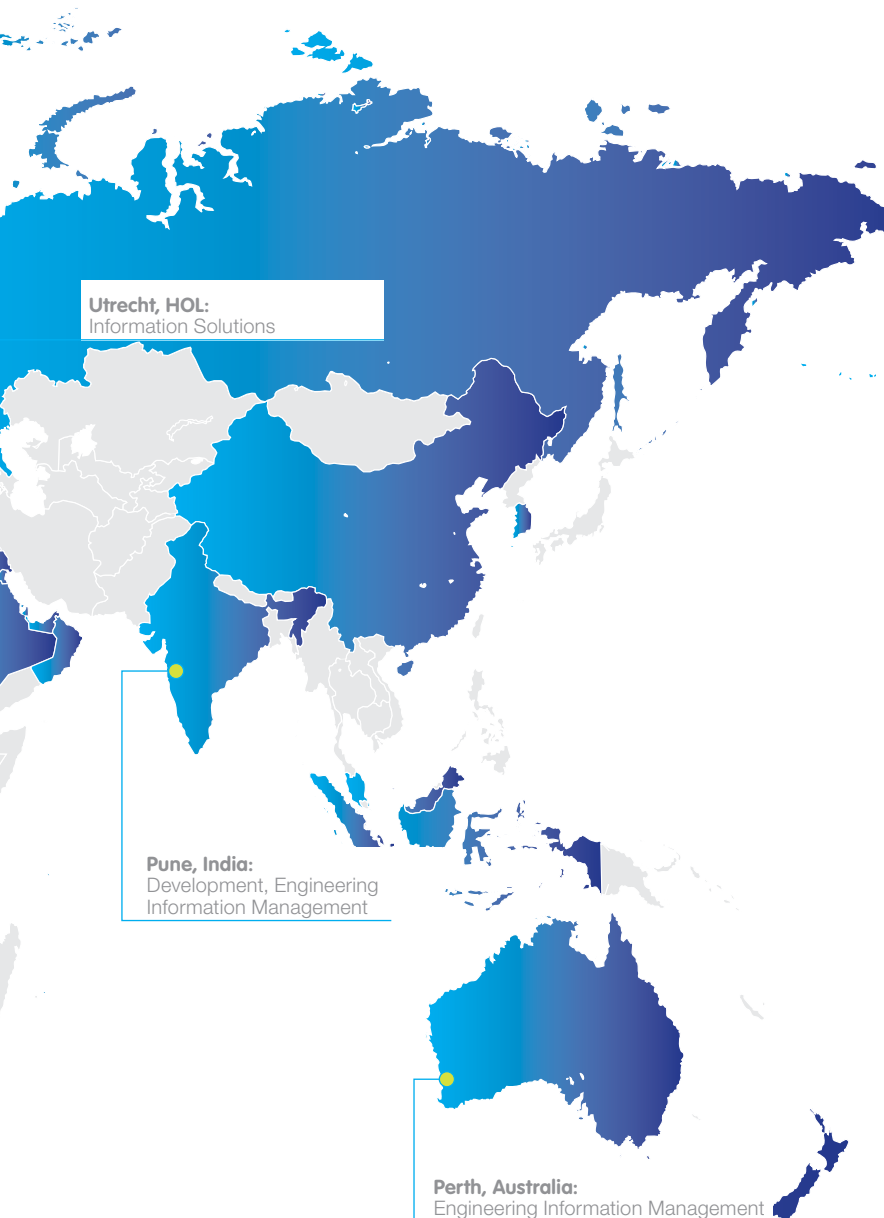 Utrecht, HOL:
Information Solutions
Pune, India:
Development, Engineering
Information Management
Perth, Australia:
Engineering Information Management